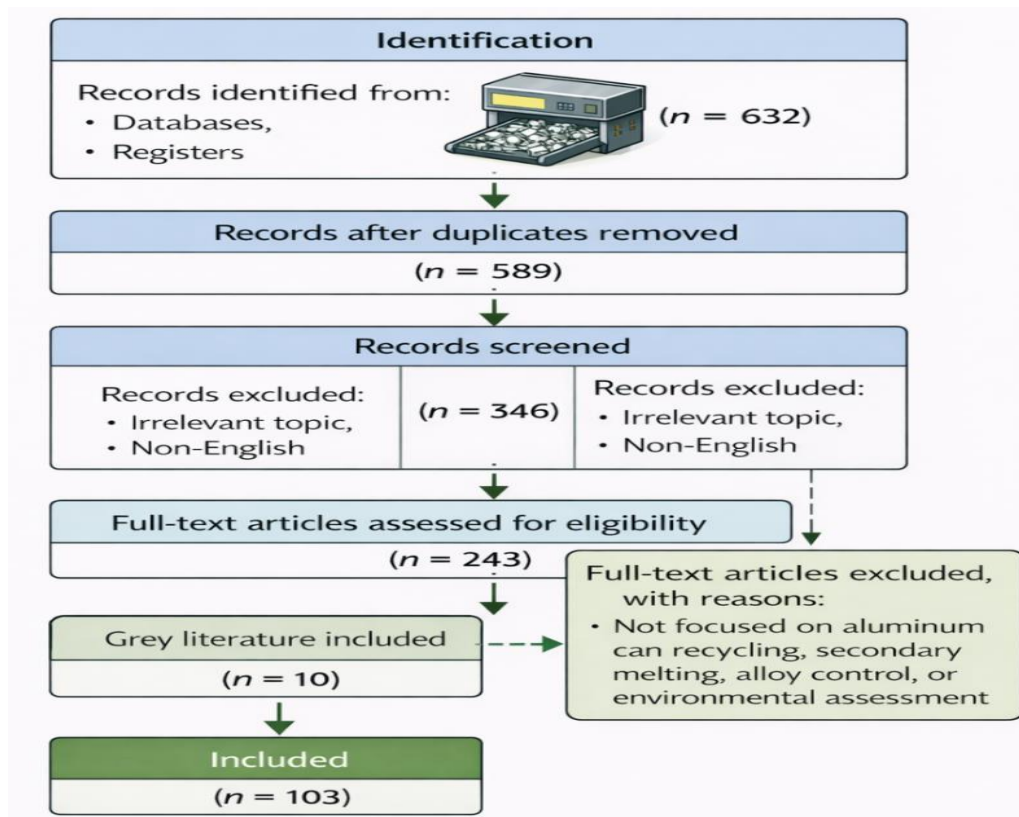 Identification
Records identified from:
• Databases,
• Registers
(n = 632)
Records after duplicates removed
(n = 589)
Records screened
Records excluded:
• Irrelevant topic,
• Non-English
(n = 346)
Records excluded:
• Irrelevant topic,
• Non-English
Full-text articles assessed for eligibility
(n = 243)
Full-text articles excluded,
with reasons:
• Not focused on aluminum
can recycling, secondary
melting, alloy control, or
environmental assessment
Grey literature included
(n = 10)
Included
(n = 103)